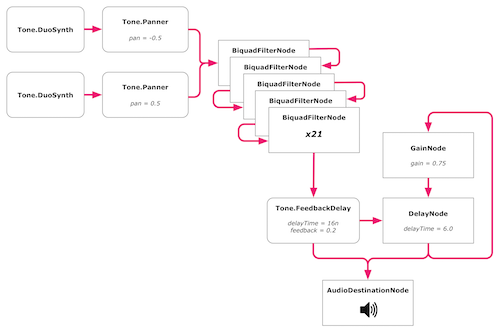 Tone.DuoSynth
Tone.Panner
pan = -0.5
Tone.DuoSynth
Tone.Panner
pan = 0.5
BiquadFilterNode
BiquadFilterNode
BiquadFilterNode
BiquadFilterNode
BiquadFilterNode
x21
GainNode
gain = 0.75
Tone.FeedbackDelay
delayTime = 16n
feedback = 0.2
DelayNode
delayTime = 6.0
AudioDestinationNode